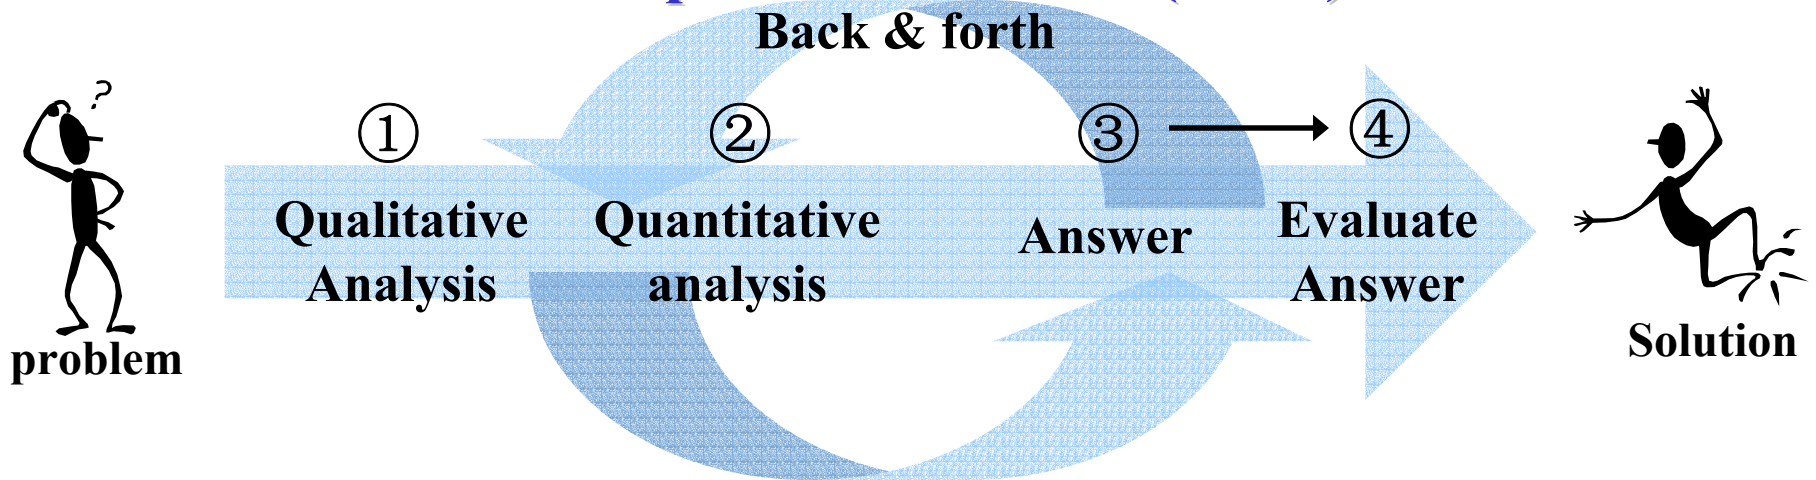 Back & forth
?
① ② ③ ④
Qualitative
Analysis
Quantitative
analysis
Answer
Evaluate
Answer
problem
Solution